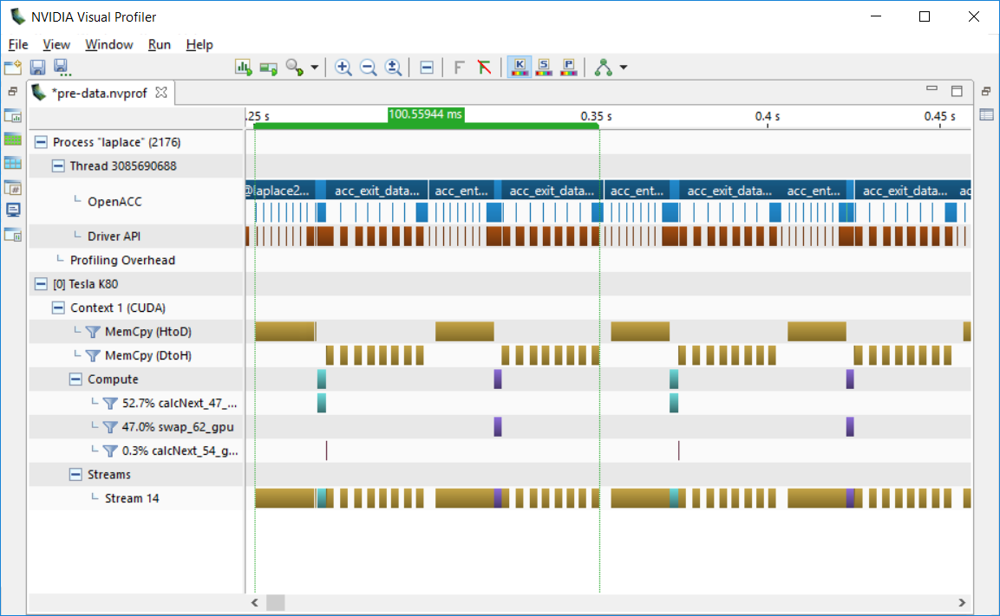 NVIDIA Visual Profiler
File View Window Run Help
F F K S P
*pre-data.nvprof
.25 s 100.55944 ms 0.35 s 0.4 s 0.45 s
Process "laplace" (2176)
Thread 3085690688
@laplace2... acc_exit_data... acc_ent... acc_exit_data... acc_ent... acc_exit_data... acc_ent... acc_exit_data... ac
OpenACC
Driver API
Profiling Overhead
[0] Tesla K80
Context 1 (CUDA)
MemCpy (HtoD)
MemCpy (DtoH)
Compute
52.7% calcNext_47_...
47.0% swap_62_gpu
0.3% calcNext_54_g...
Streams
Stream 14